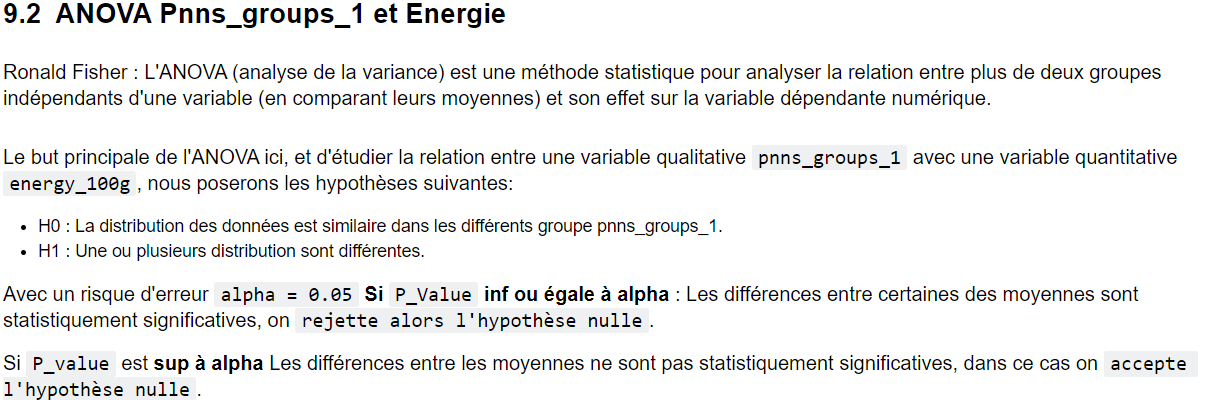 9.2 ANOVA Pnns_groups_1 et Energie
Ronald Fisher : L'ANOVA (analyse de la variance) est une méthode statistique pour analyser la relation entre plus de deux groupes
indépendants d'une variable (en comparant leurs moyennes) et son effet sur la variable dépendante numérique.
Le but principale de l'ANOVA ici, et d'étudier la relation entre une variable qualitative pnns_groups_1 avec une variable quantitative
energy_100g , nous poserons les hypothèses suivantes:
• H0 : La distribution des données est similaire dans les différents groupe pnns_groups_1.
• H1 : Une ou plusieurs distribution sont différentes.
Avec un risque d'erreur alpha = 0.05 Si P_Value inf ou égale à alpha : Les différences entre certaines des moyennes sont
statistiquement significatives, on rejette alors l'hypothèse nulle .
Si P_value est sup à alpha Les différences entre les moyennes ne sont pas statistiquement significatives, dans ce cas on accepte
l'hypothèse nulle .